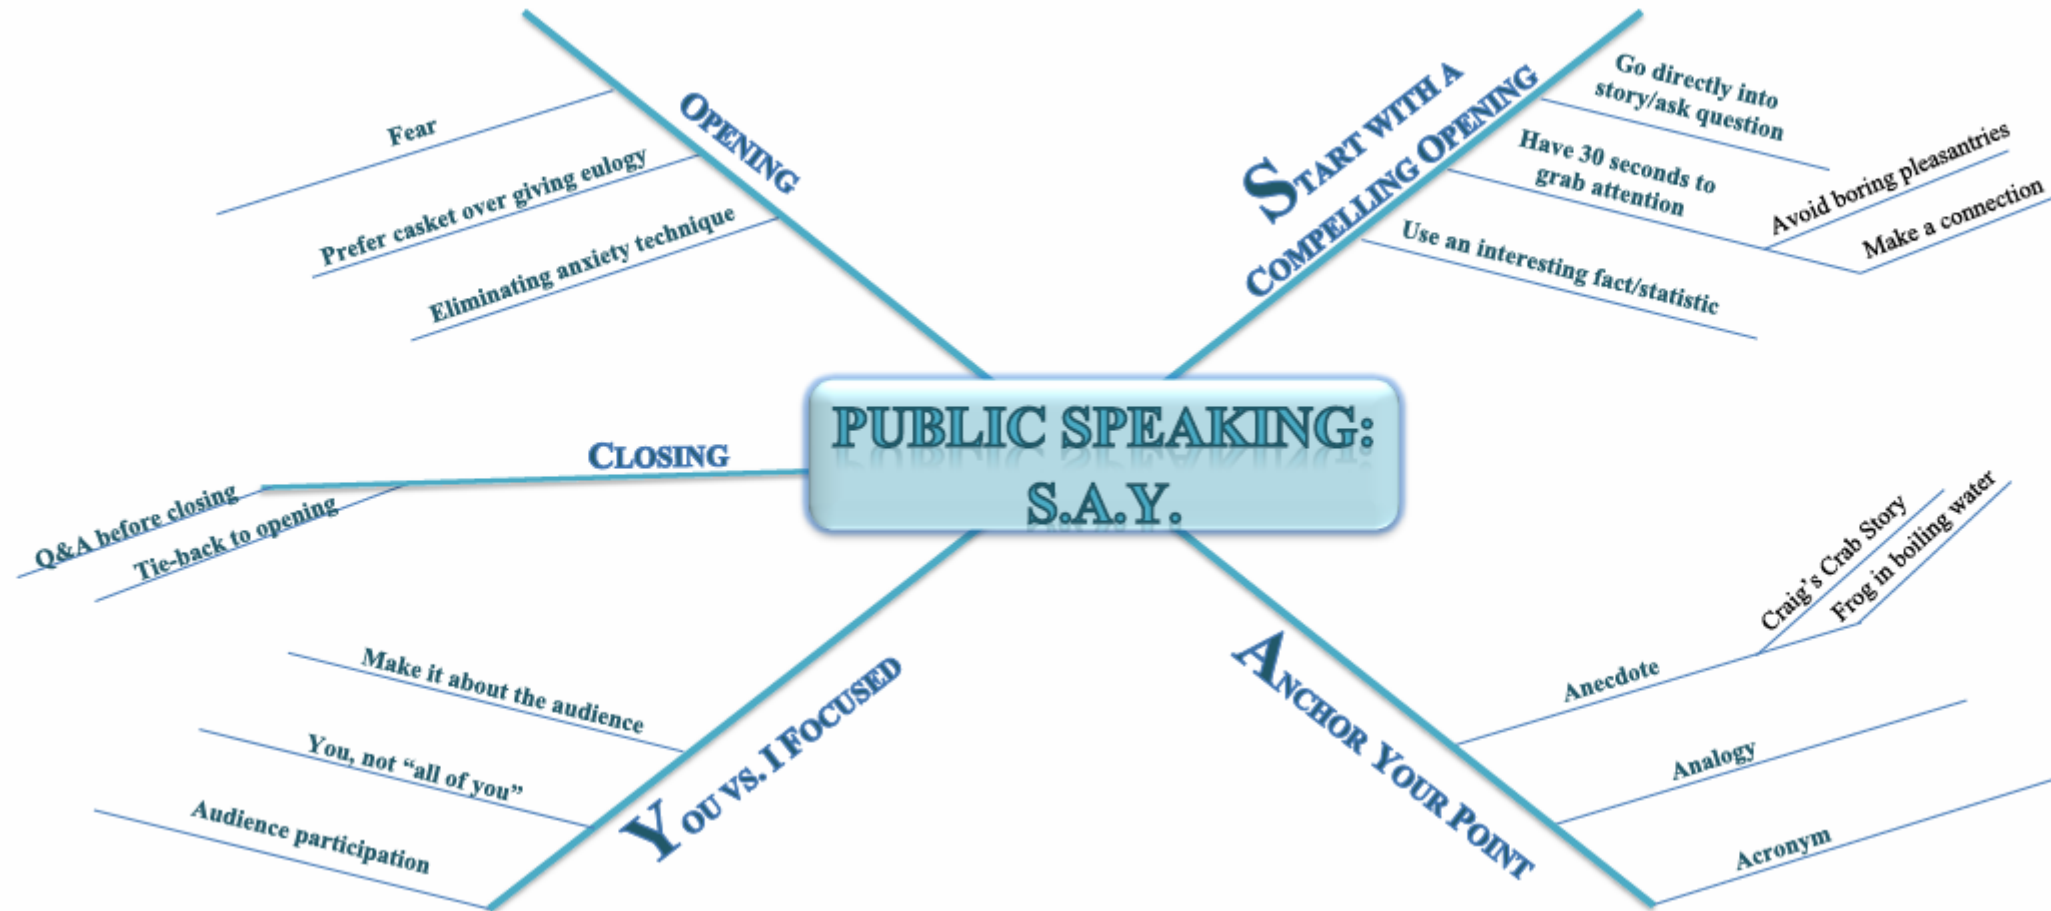 PUBLIC SPEAKING:
S.A.Y.
OPENING
Fear
Prefer casket over giving eulogy
Eliminating anxiety technique
START WITH A
COMPELLING OPENING
Go directly into
story/ask question
Have 30 seconds to
grab attention
Avoid boring pleasantries
Make a connection
Use an interesting fact/statistic
ANCHOR YOUR POINT
Anecdote
Craig's Crab Story
Frog in boiling water
Analogy
Acronym
YOU VS. I FOCUSED
Make it about the audience
You, not “all of you”
Audience participation
CLOSING
Q&A before closing
Tie-back to opening